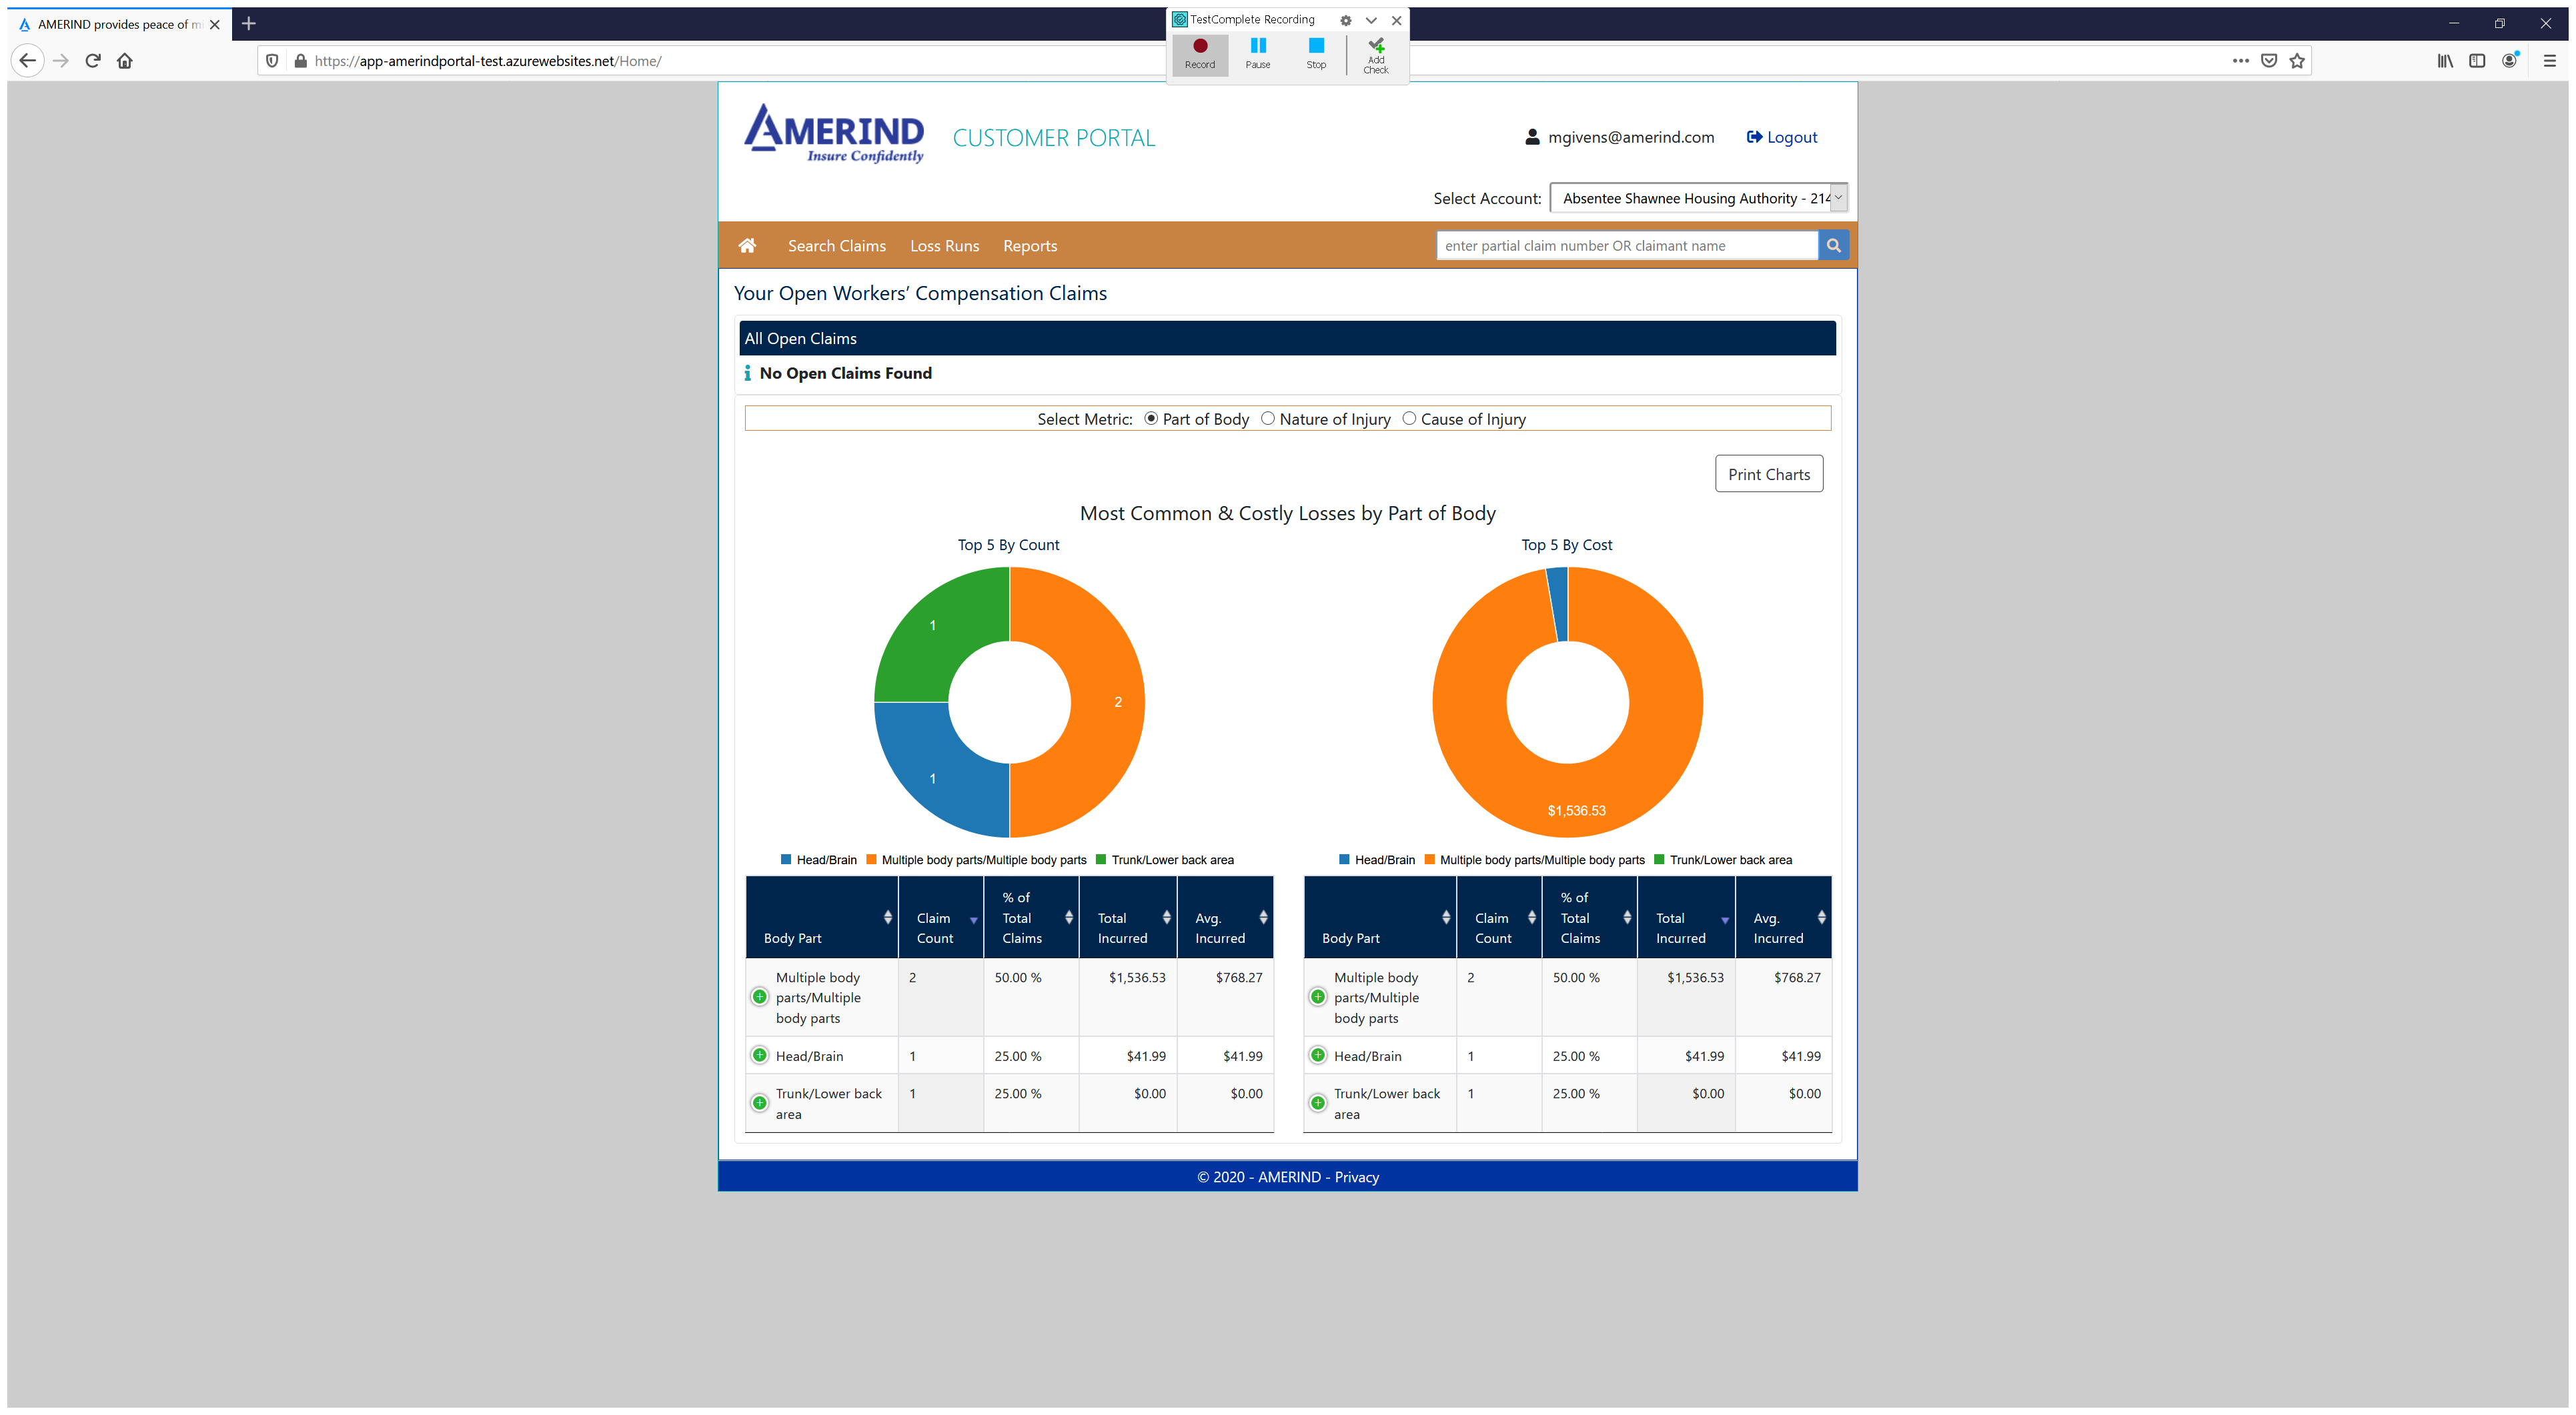 AMERIND provides peace of m
TestComplete Recording
Record
Pause
Stop
Add
Check
https://app-amerindportal-test.azurewebsites.net/Home/
AMERIND
Insure Confidently
CUSTOMER PORTAL
mgivens@amerind.com
Logout
Select Account:
Absentee Shawnee Housing Authority - 214
Search Claims
Loss Runs
Reports
enter partial claim number OR claimant name
Your Open Workers’ Compensation Claims
All Open Claims
No Open Claims Found
Select Metric:
Part of Body
Nature of Injury
Cause of Injury
Print Charts
Most Common & Costly Losses by Part of Body
Top 5 By Count
1
2
1
Head/Brain
Multiple body parts/Multiple body parts
Trunk/Lower back area
Top 5 By Cost
$1,536.53
Head/Brain
Multiple body parts/Multiple body parts
Trunk/Lower back area
Body Part
Claim
Count
% of
Total
Claims
Total
Incurred
Avg.
Incurred
Multiple body
parts/Multiple
body parts
2
50.00 %
$1,536.53
$768.27
Head/Brain
1
25.00 %
$41.99
$41.99
Trunk/Lower back
area
1
25.00 %
$0.00
$0.00
Body Part
Claim
Count
% of
Total
Claims
Total
Incurred
Avg.
Incurred
Multiple body
parts/Multiple
body parts
2
50.00 %
$1,536.53
$768.27
Head/Brain
1
25.00 %
$41.99
$41.99
Trunk/Lower back
area
1
25.00 %
$0.00
$0.00
© 2020 - AMERIND - Privacy